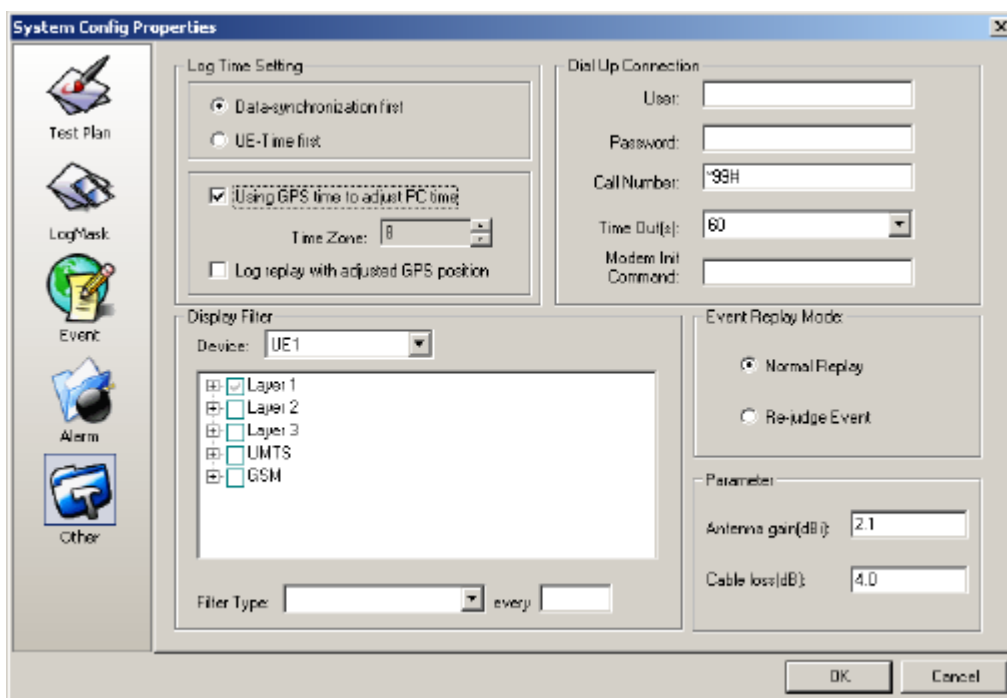 System Config Properties
Test Plan
LogMask
Event
Alarm
Other
Log Time Setting
Data-synchronization first
UE-Time first
Using GPS time to adjust PC time
Time Zone: 8
Log replay with adjusted GPS position
Dial Up Connection
User:
Password:
Call Number: *99#
Time Out(s): 60
Modem Init
Command:
Display Filter
Device: UE1
Layer 1
Layer 2
Layer 3
UMTS
GSM
Filter Type: every
Event Replay Mode:
Normal Replay
Re-judge Event
Parameter
Antenna gain(dBi): 2.1
Cable loss(dB): 4.0
OK
Cancel